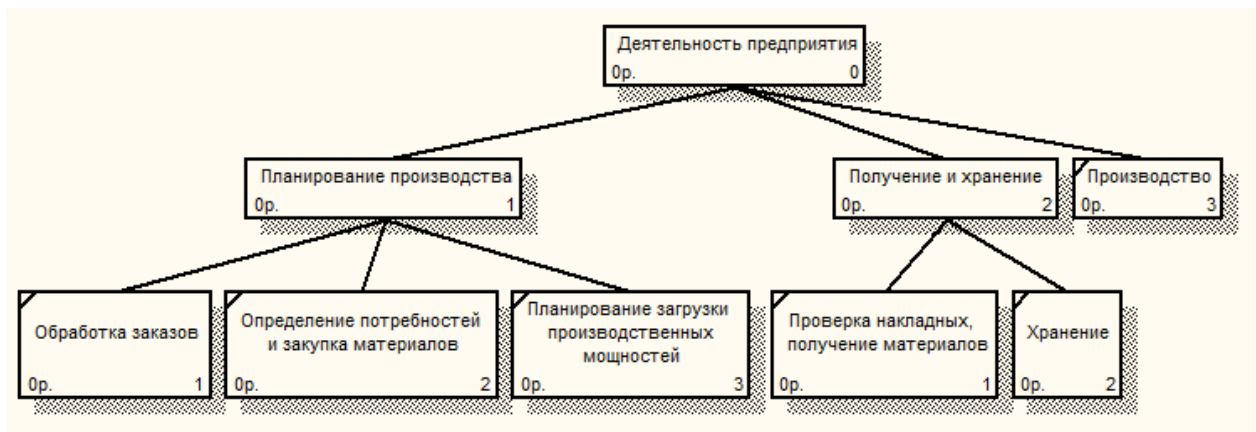 Деятельность предприятия
0р. 0
Планирование производства
0р. 1
Получение и хранение
0р. 2
Производство
0р. 3
Обработка заказов
0р. 1
Определение потребностей
и закупка материалов
0р. 2
Планирование загрузки
производственных
мощностей
0р. 3
Проверка накладных,
получение материалов
0р. 1
Хранение
0р. 2